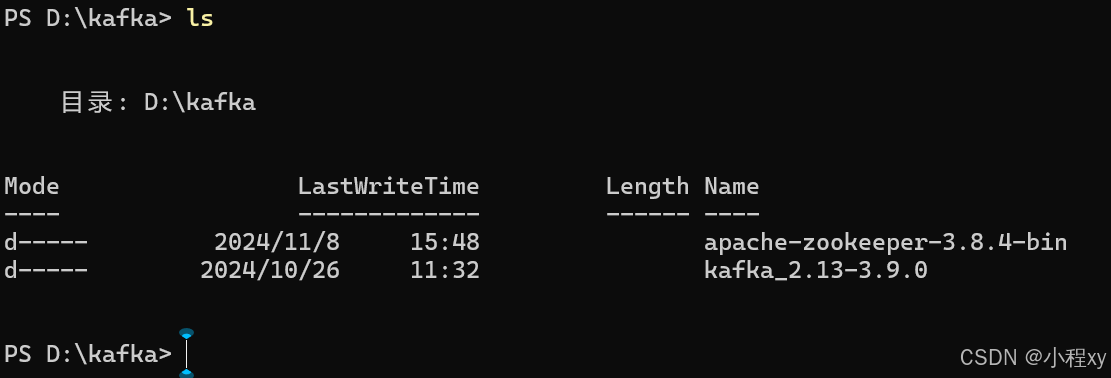 PS D:\kafka> ls
目录: D:\kafka
Mode                 LastWriteTime         Length Name
----                 -------------         ------ ----
d-----         2024/11/8     15:48                apache-zookeeper-3.8.4-bin
d-----        2024/10/26     11:32                kafka_2.13-3.9.0
PS D:\kafka>
CSDN @小程xy